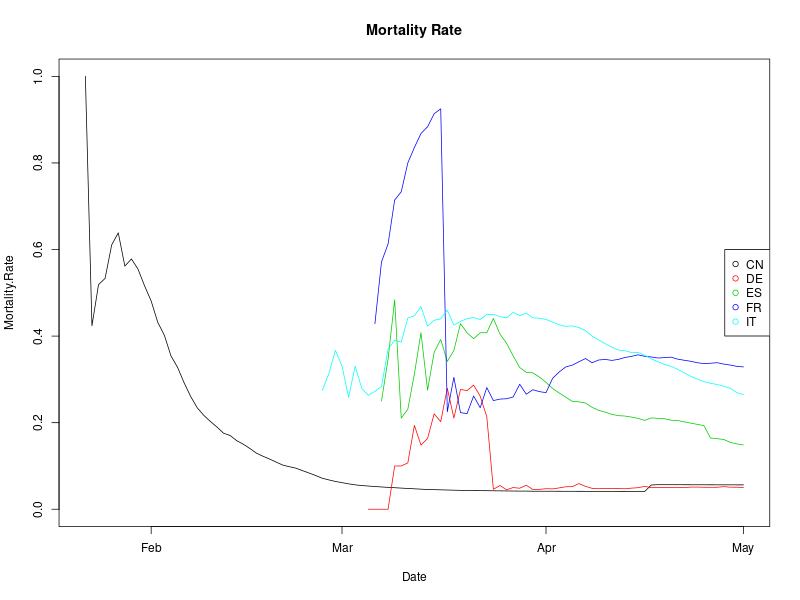 Mortality Rate
Mortality.Rate
1.0
0.8
0.6
0.4
0.2
0.0
CN
DE
ES
FR
IT
Feb
Mar
Apr
May
Date